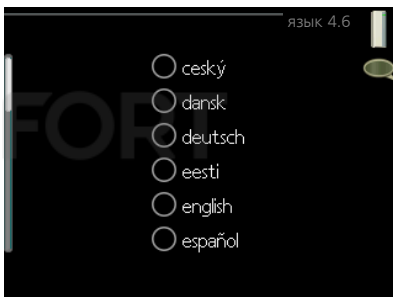 язык 4.6
ceský
dansk
deutsch
eesti
english
español
FORT